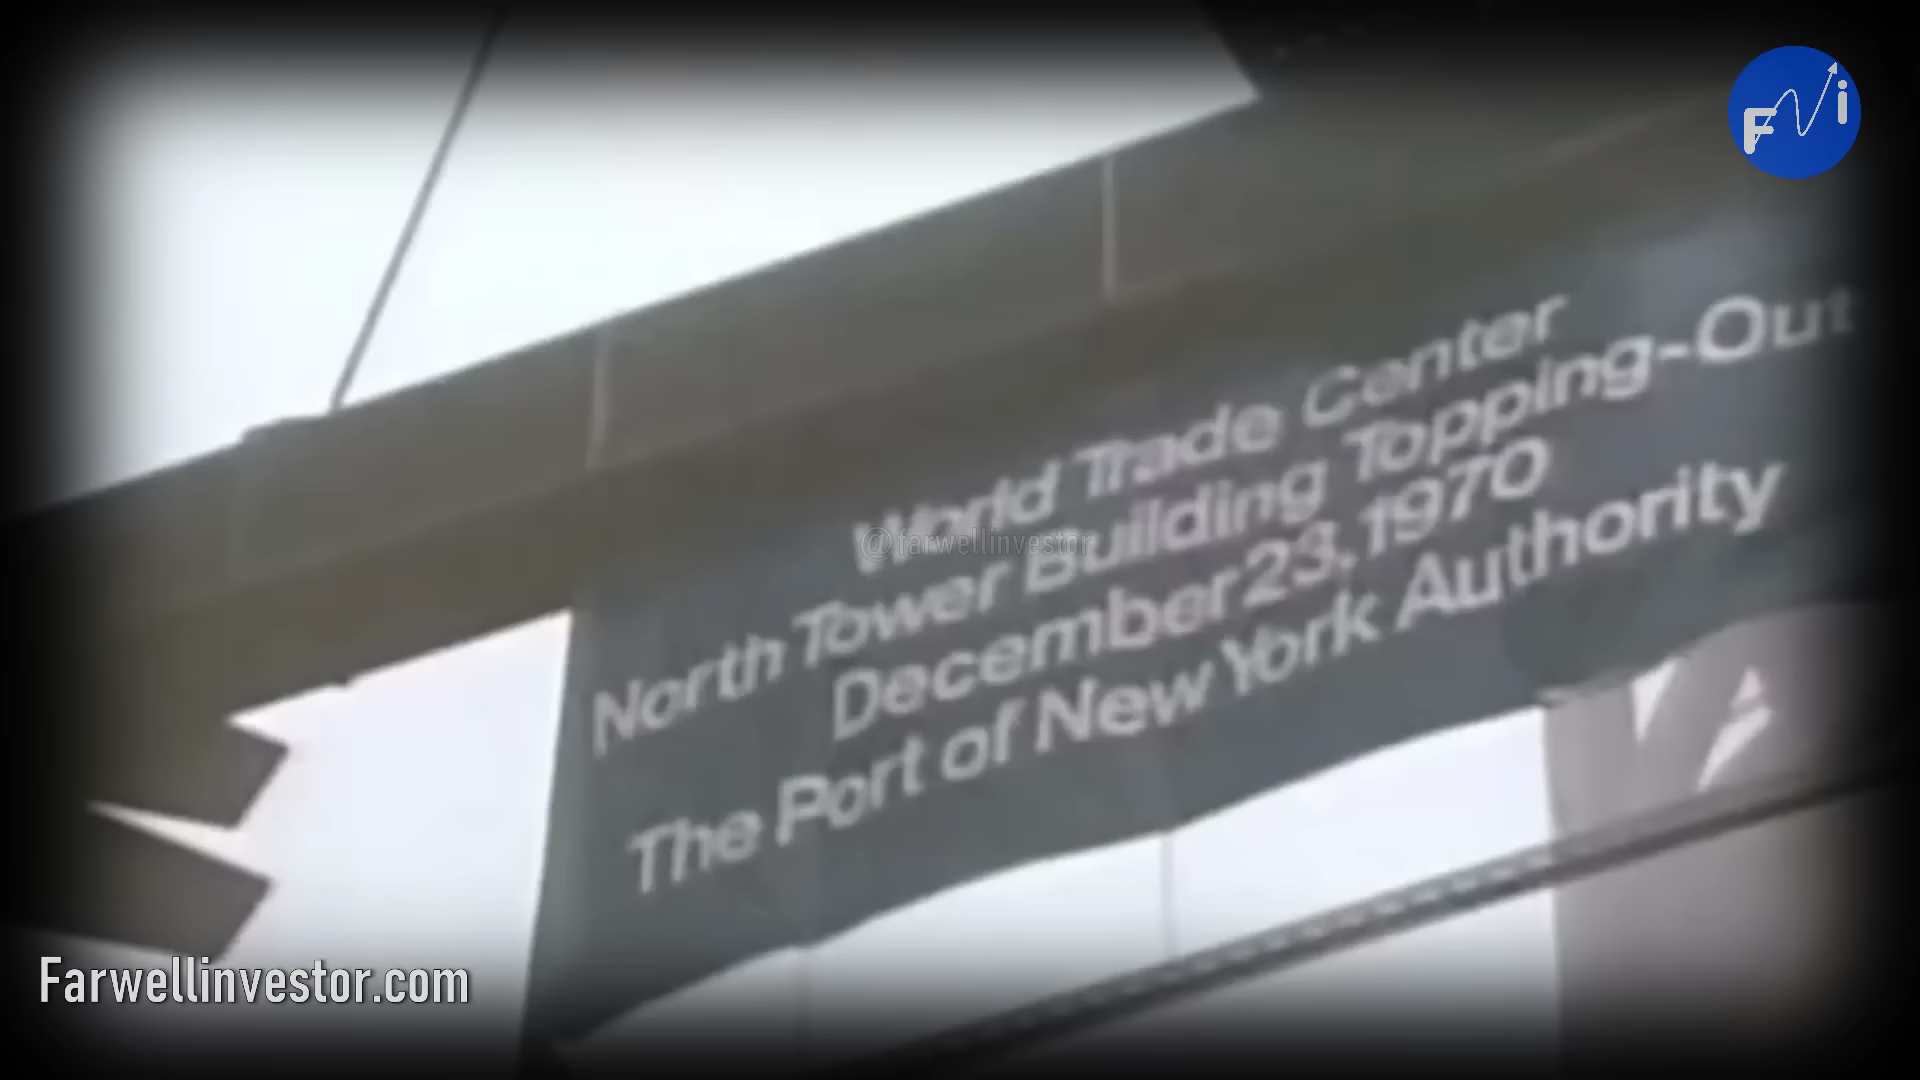 FNi
World Trade Center
North Tower Building Topping-Out
December 23, 1970
The Port of New York Authority
@farwellinvestor
Farwellinvestor.com